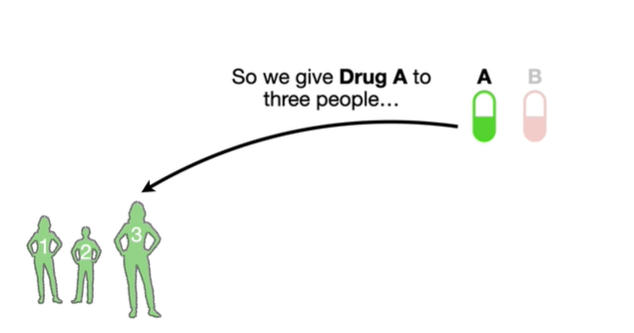 So we give Drug A to
three people...
A B
1 2 3